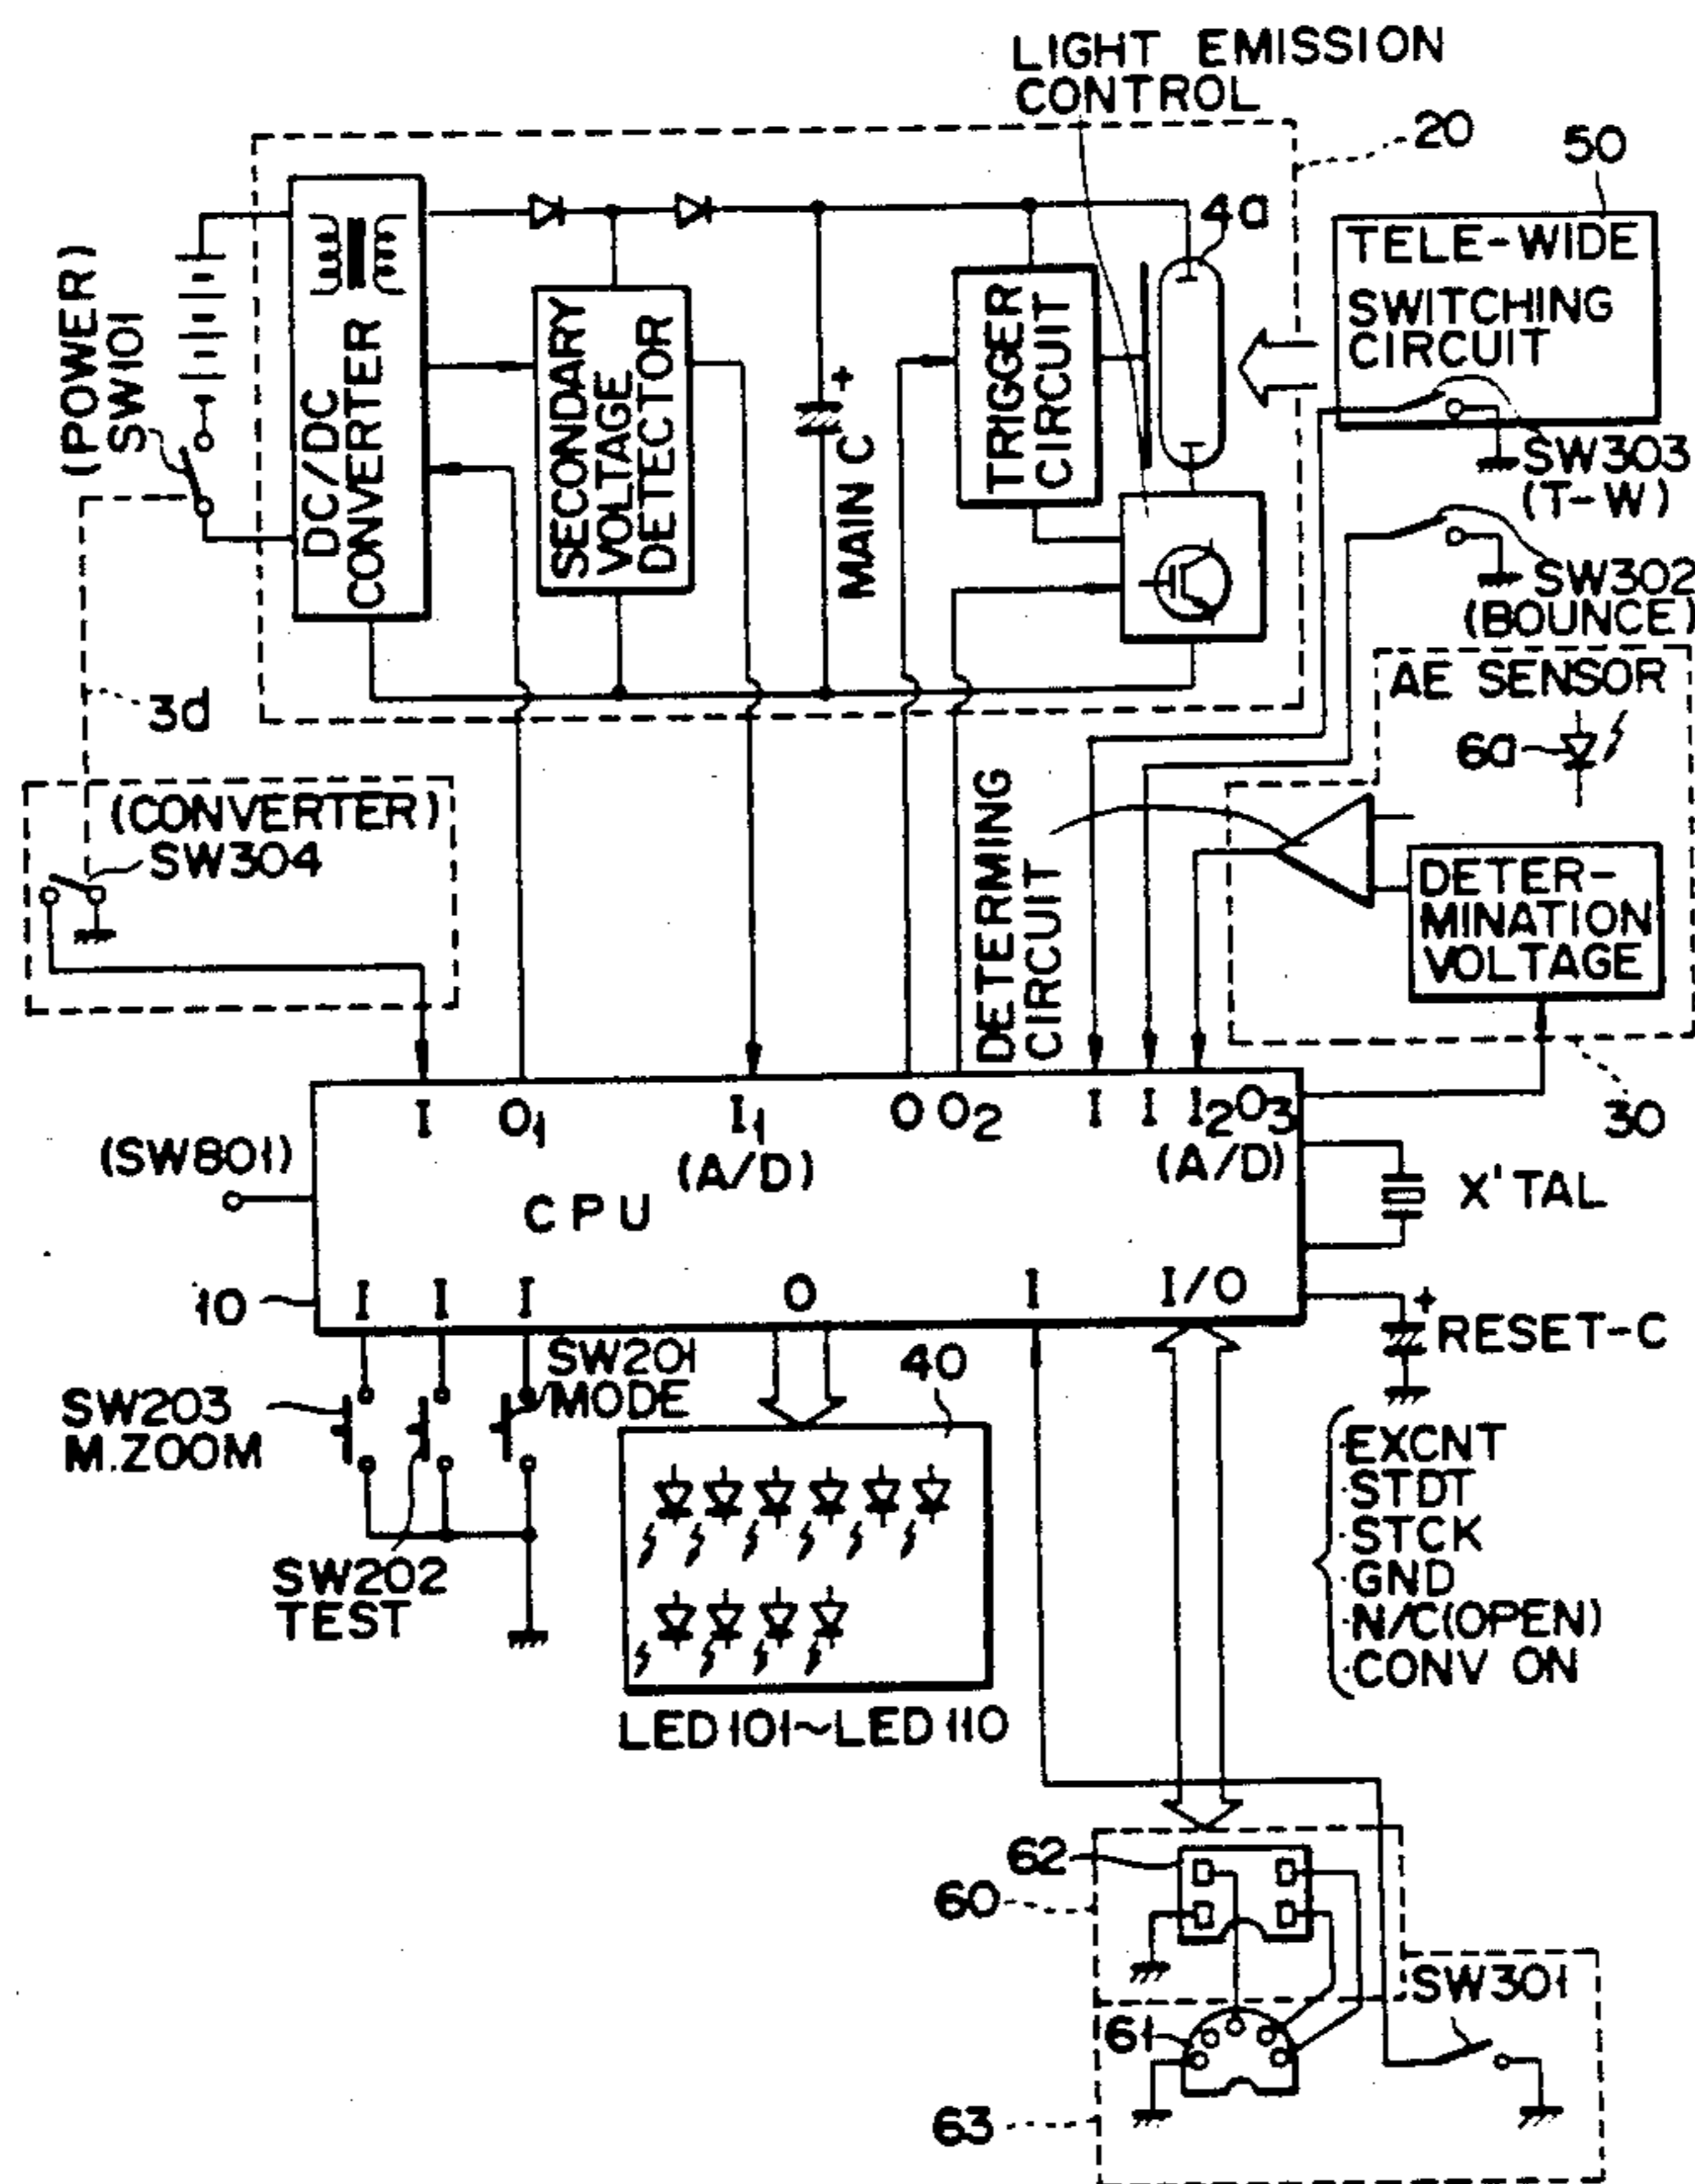 LIGHT EMISSION
CONTROL
20
50
4a
TELE-WIDE
SWITCHING
CIRCUIT
(POWER)
SW101
DC/DC
CONVERTER
SECONDARY
VOLTAGE
DETECTOR
+
MAIN C
TRIGGER
CIRCUIT
SW303
(T-W)
SW302
(BOUNCE)
3d
AE SENSOR
6a
(CONVERTER)
SW304
DETERMING
CIRCUIT
DETER-
MINATION
VOLTAGE
30
I O1 I1 O O2 I I I2 O3
(A/D) (A/D)
(SW801)
CPU
X'TAL
10
I I I O I I/O
+
RESET-C
SW201
MODE
40
SW203
M.ZOOM
SW202
TEST
EXCNT
STDT
STCK
GND
N/C(OPEN)
CONV ON
LED101~LED110
62
60
SW301
61
63